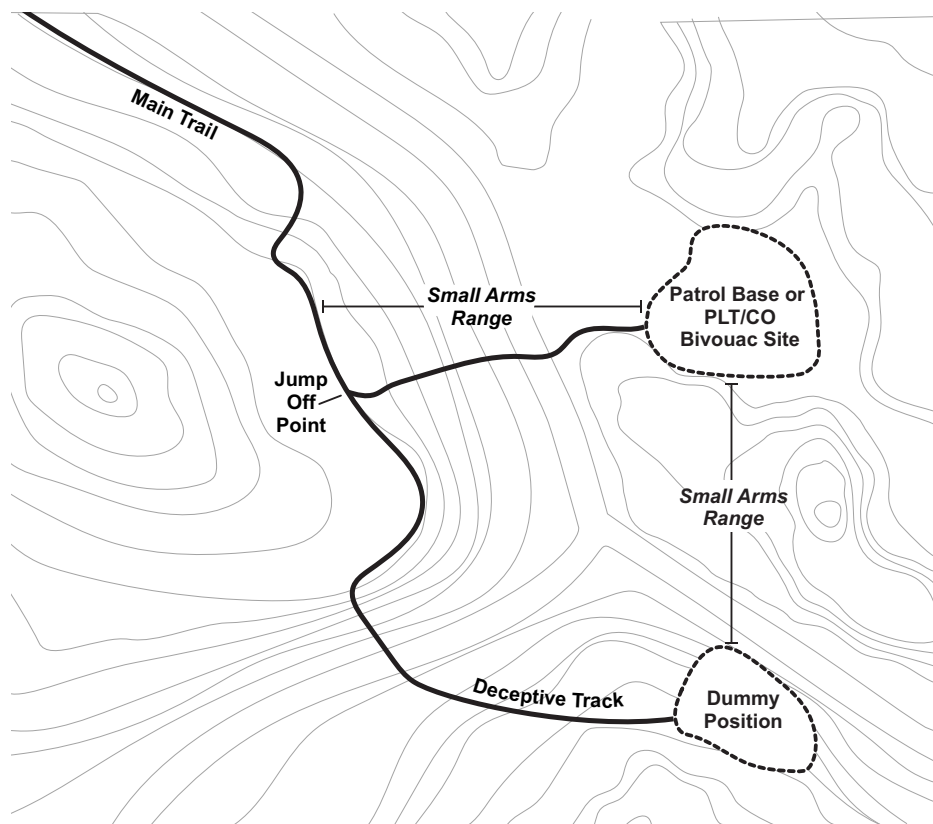 Main Trail
Small Arms
Range
Patrol Base or
PLT/CO
Bivouac Site
Jump
Off
Point
Small Arms
Range
Deceptive Track
Dummy
Position